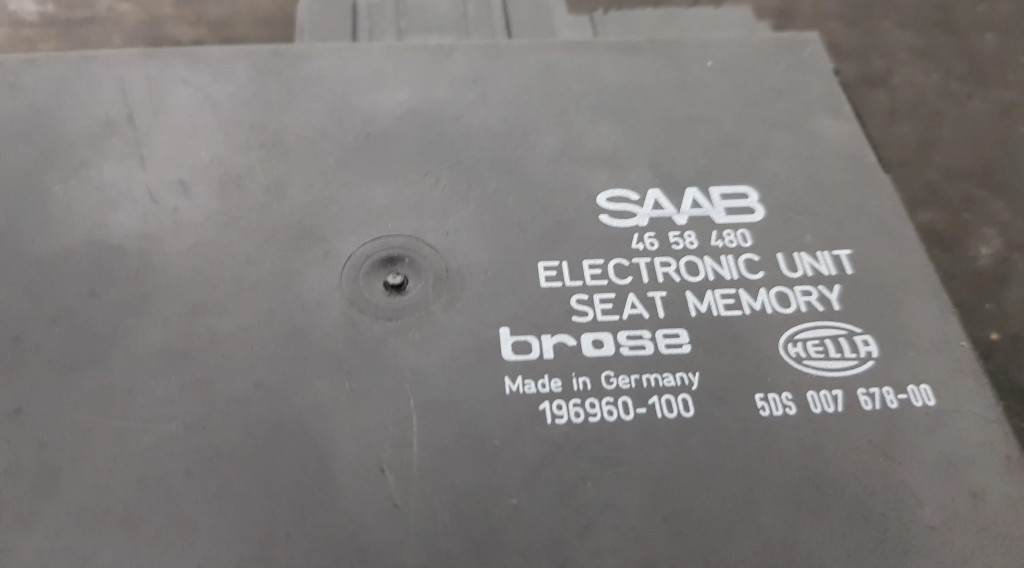 SAAB
46 58 480
ELECTRONIC UNIT
SEAT MEMORY
brose
HELLA
Made in Germany
196960-100
5DS 007 678-00